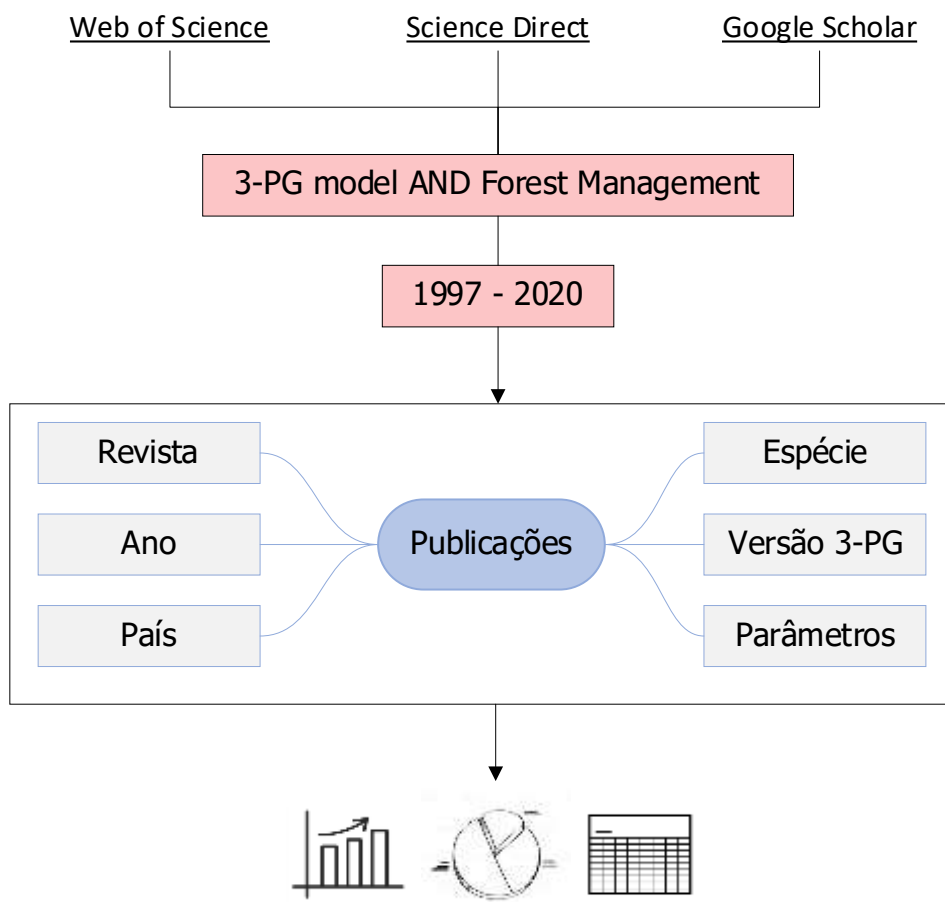 Web of Science
Science Direct
Google Scholar
3-PG model AND Forest Management
1997 - 2020
Revista
Ano
País
Publicações
Espécie
Versão 3-PG
Parâmetros